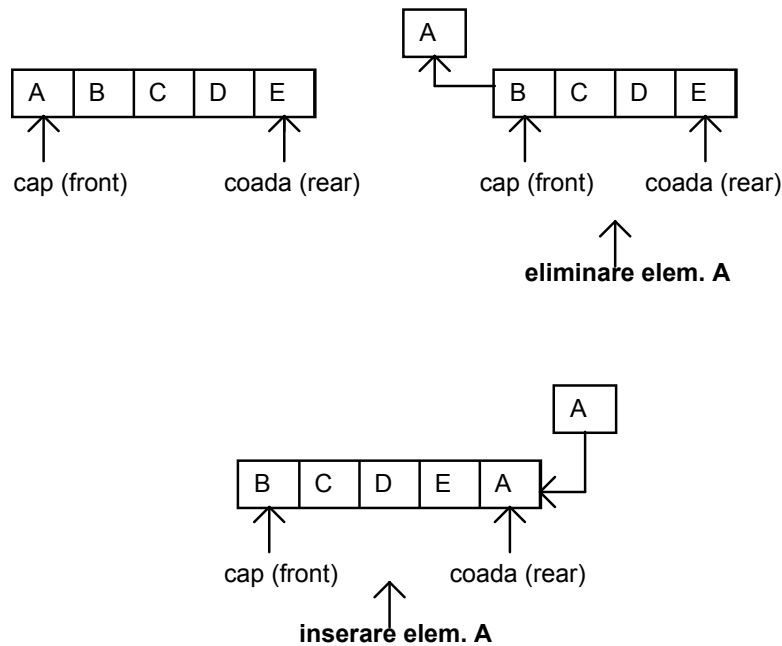 A
A B C D E
B C D E
cap (front) coada (rear)
cap (front) coada (rear)
eliminare elem. A
A
B C D E A
cap (front) coada (rear)
inserare elem. A